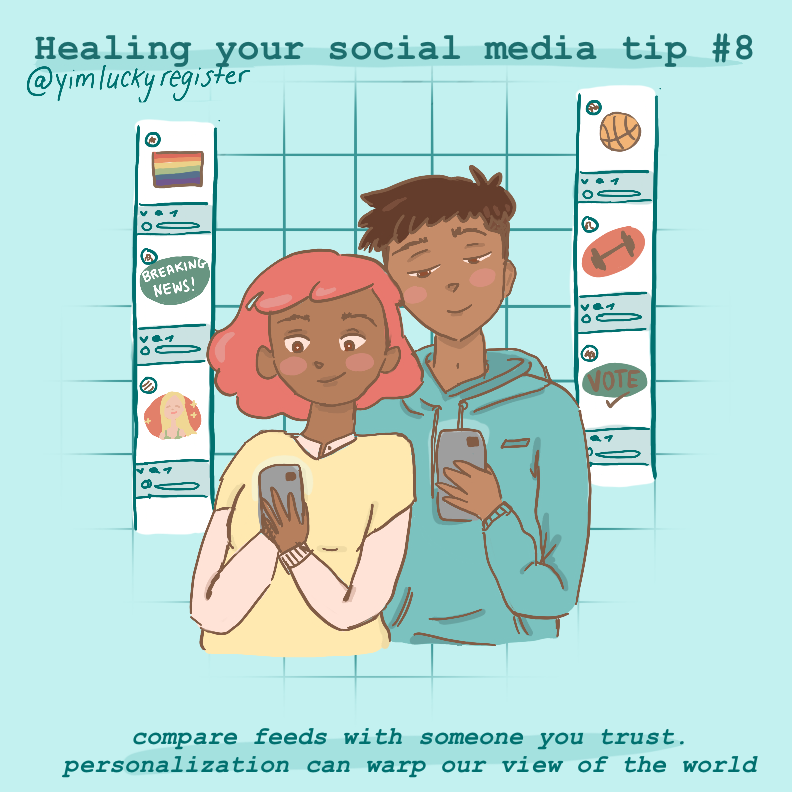 Healing your social media tip #8
@yimluckyregister
BREAKING
NEWS!
VOTE
compare feeds with someone you trust.
personalization can warp our view of the world